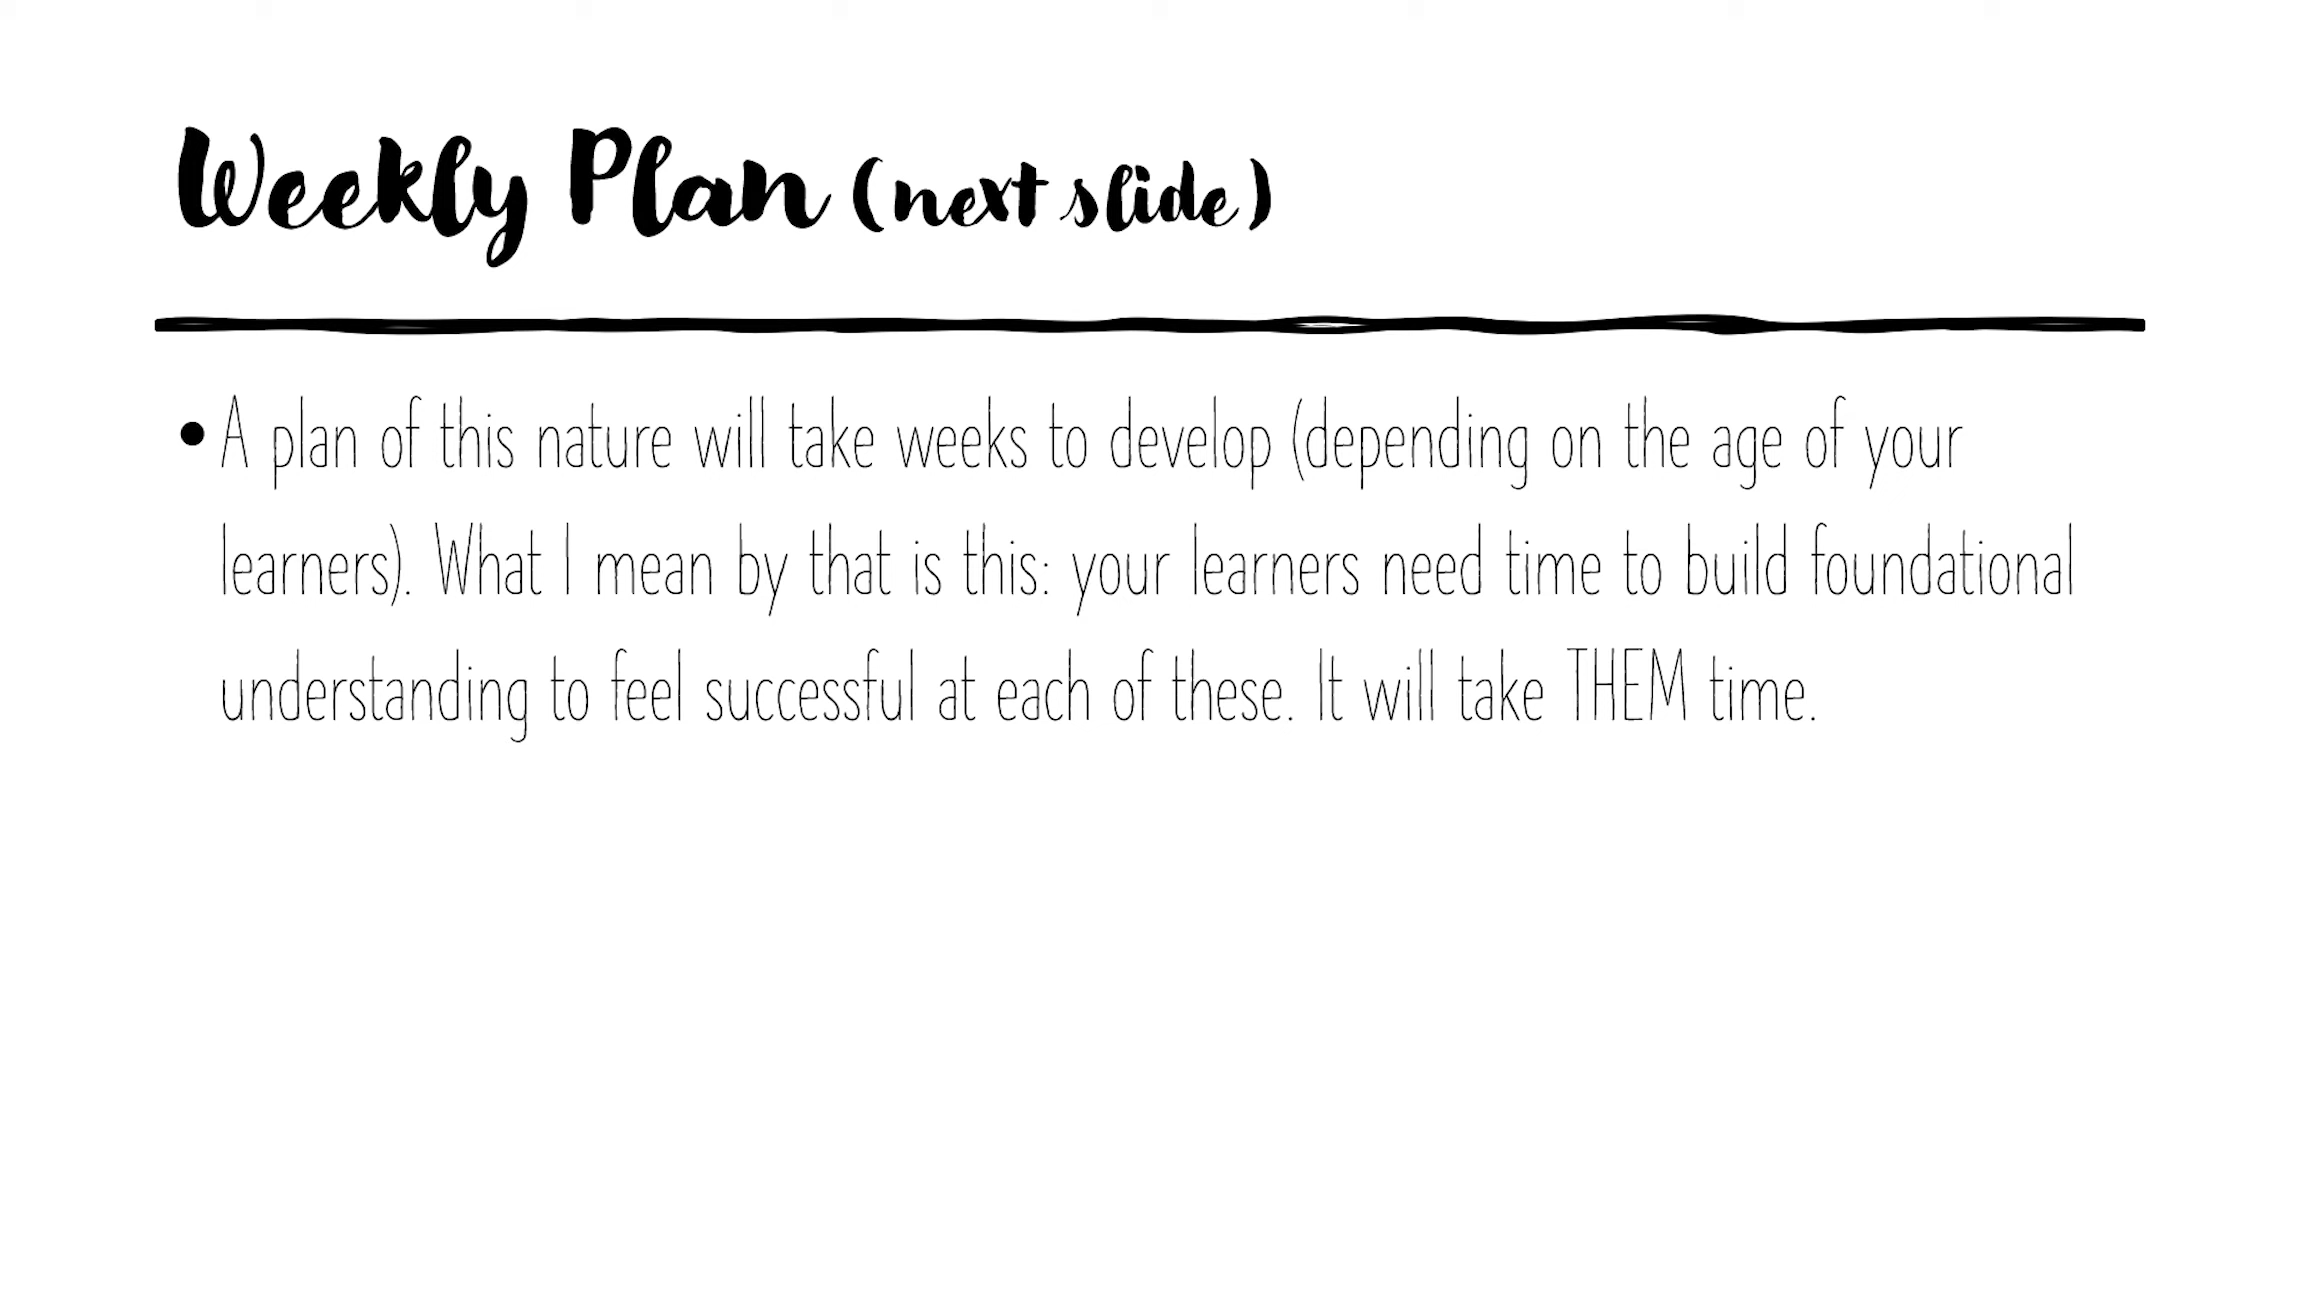 Weekly Plan (next slide)
• A plan of this nature will take weeks to develop (depending on the age of your
learners). What I mean by that is this: your learners need time to build foundational
understanding to feel successful at each of these. It will take THEM time.